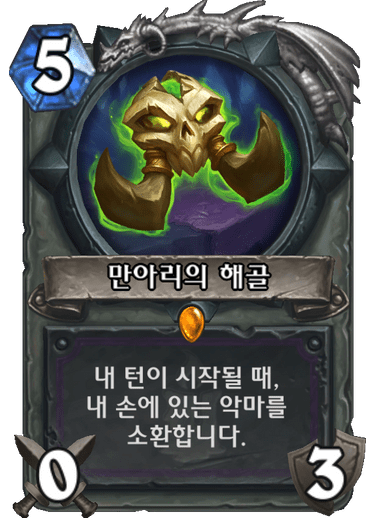 5
만아리의 해골
내 턴이 시작될 때,
내 손에 있는 악마를
소환합니다.
0
3